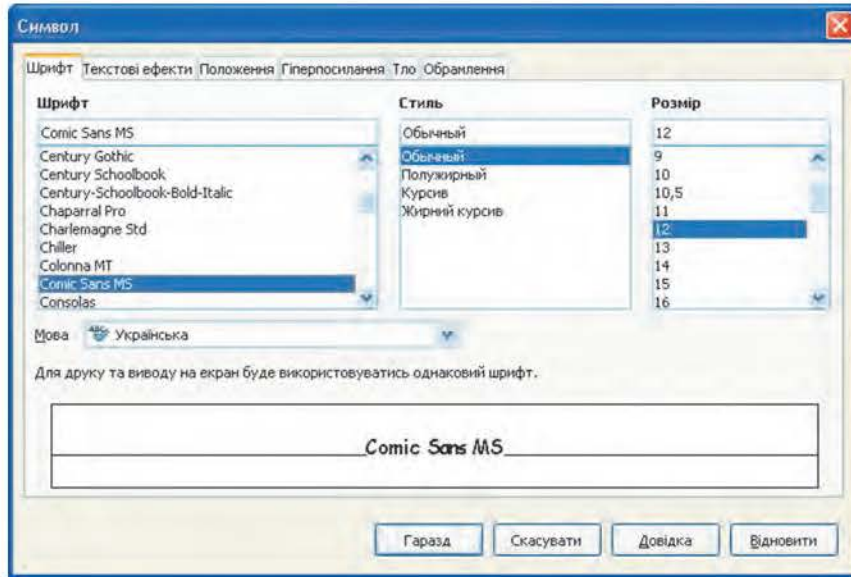 Символ
Шрифт Текстові ефекти Положення Гіперпосилання Тло Обрамлення
Шрифт Стиль Розмір
Comic Sans MS Обычный 12
Century Gothic Обычный 9
Century Schoolbook Полужирный 10
Century-Schoolbook-Bold-Italic Курсив 10,5
Chaparral Pro Жирний курсив 11
Charlemagne Std 12
Chiller 13
Colonna MT 14
Comic Sans MS 15
Consolas 16
Мова ABC Українська
Для друку та виводу на екран буде використовуватись однаковий шрифт.
Comic Sans MS
Гаразд Скасувати Довідка Відновити